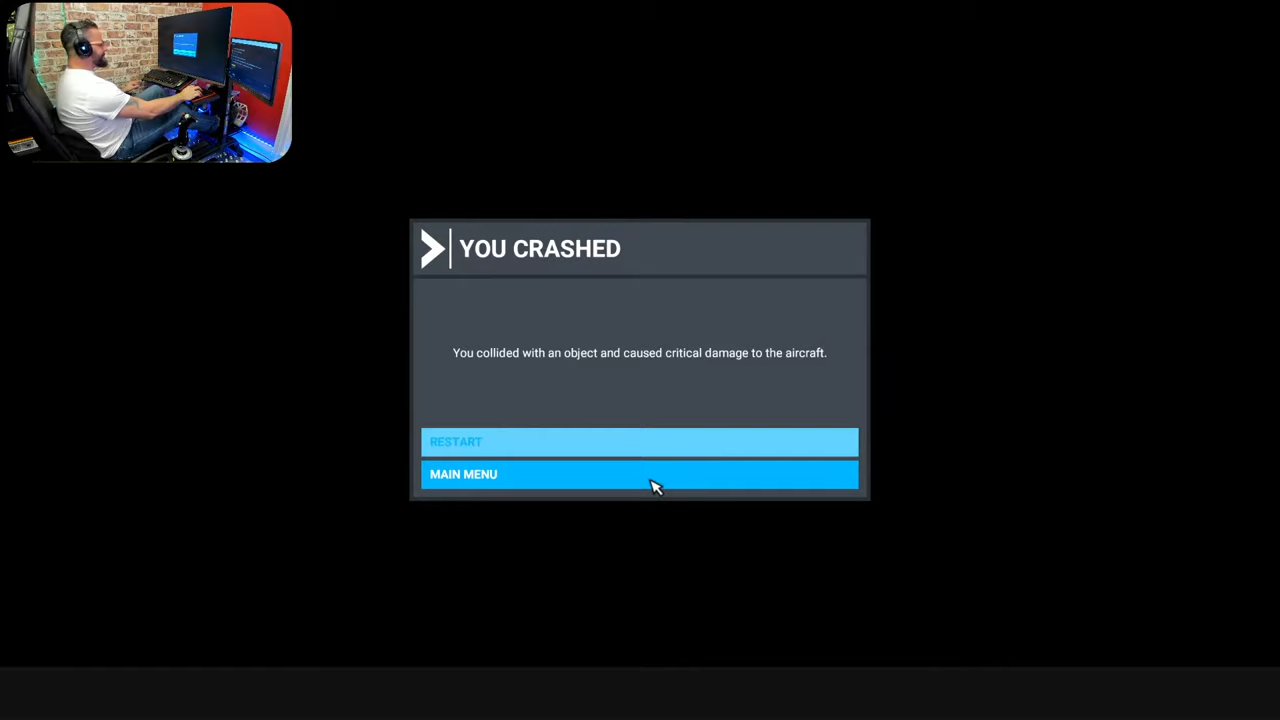 YOU CRASHED
You collided with an object and caused critical damage to the aircraft.
RESTART
MAIN MENU